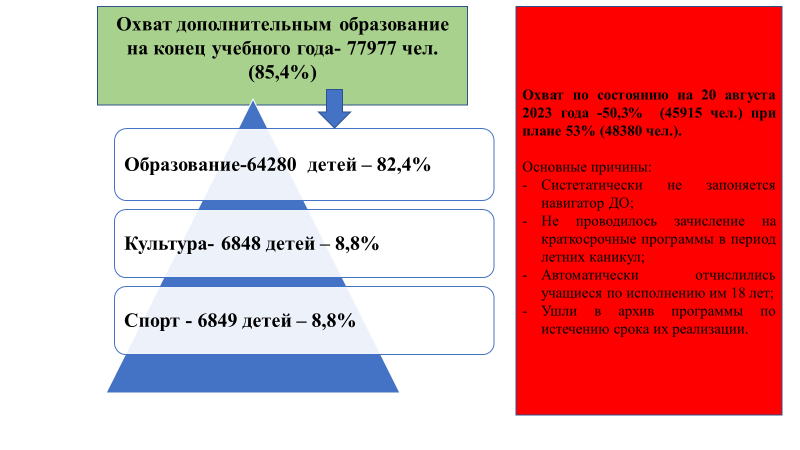 Охват дополнительным образование
на конец учебного года- 77977 чел.
(85,4%)
Образование-64280 детей – 82,4%
Культура- 6848 детей – 8,8%
Спорт - 6849 детей – 8,8%
Охват по состоянию на 20 августа
2023 года -50,3% (45915 чел.) при
плане 53% (48380 чел.).
Основные причины:
- Систетатически не запоняется
навигатор ДО;
- Не проводилось зачисление на
краткосрочные программы в период
летних каникул;
- Автоматически отчислились
учащиеся по исполнению им 18 лет;
- Ушли в архив программы по
истечению срока их реализации.